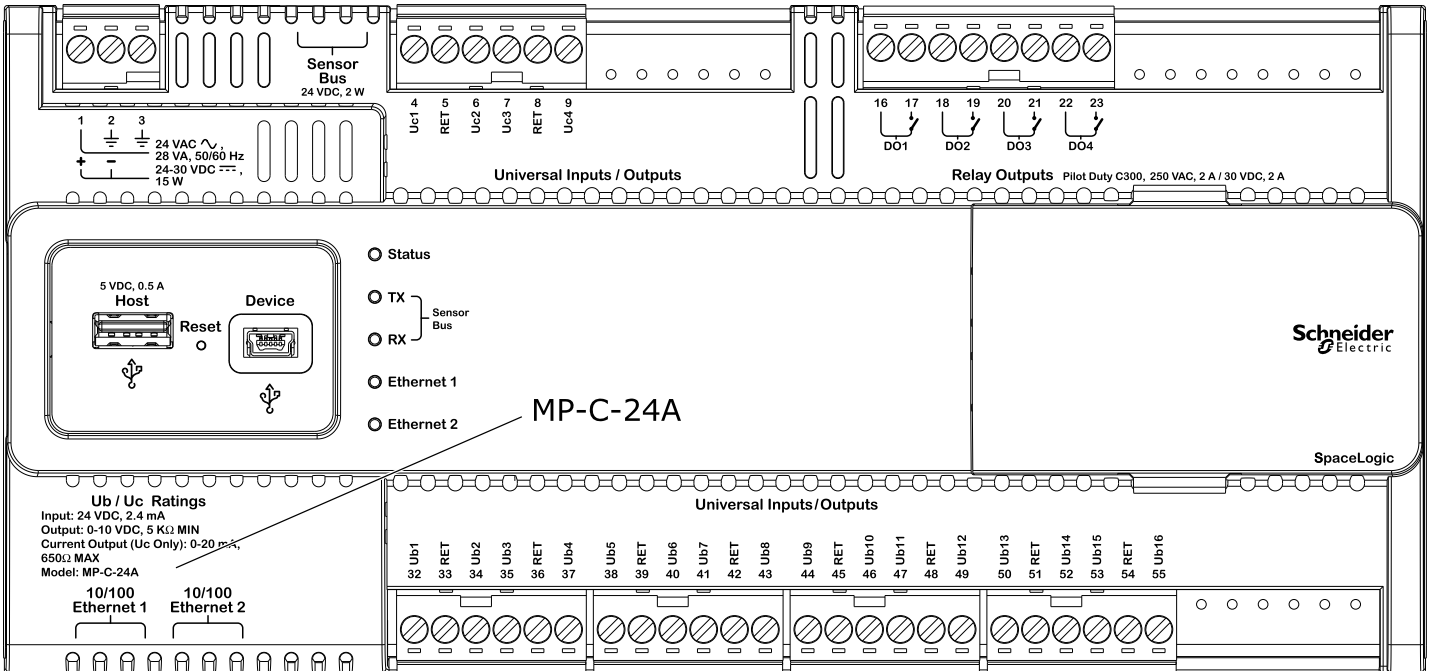 Sensor
Bus
24 VDC, 2 W
1 2 3
24 VAC ,
28 VA, 50/60 Hz
+ −
24-30 VDC ,
15 W
4 5 6 7 8 9
Uc1 RET Uc2 Uc3 RET Uc4
Universal Inputs / Outputs
16 17 18 19 20 21 22 23
DO1 DO2 DO3 DO4
Relay Outputs Pilot Duty C300, 250 VAC, 2 A / 30 VDC, 2 A
5 VDC, 0.5 A
Host
Reset
Device
Status
TX
RX
Sensor
Bus
Ethernet 1
Ethernet 2
MP-C-24A
Schneider
Electric
SpaceLogic
Ub / Uc Ratings
Input: 24 VDC, 2.4 mA
Output: 0-10 VDC, 5 KΩ MIN
Current Output (Uc Only): 0-20 mA,
650Ω MAX
Model: MP-C-24A
10/100
Ethernet 1
10/100
Ethernet 2
Universal Inputs/Outputs
Ub1 RET Ub2 Ub3 RET Ub4 Ub5 RET Ub6 Ub7 RET Ub8 Ub9 RET Ub10 Ub11 RET Ub12 Ub13 RET Ub14 Ub15 RET Ub16
32 33 34 35 36 37 38 39 40 41 42 43 44 45 46 47 48 49 50 51 52 53 54 55